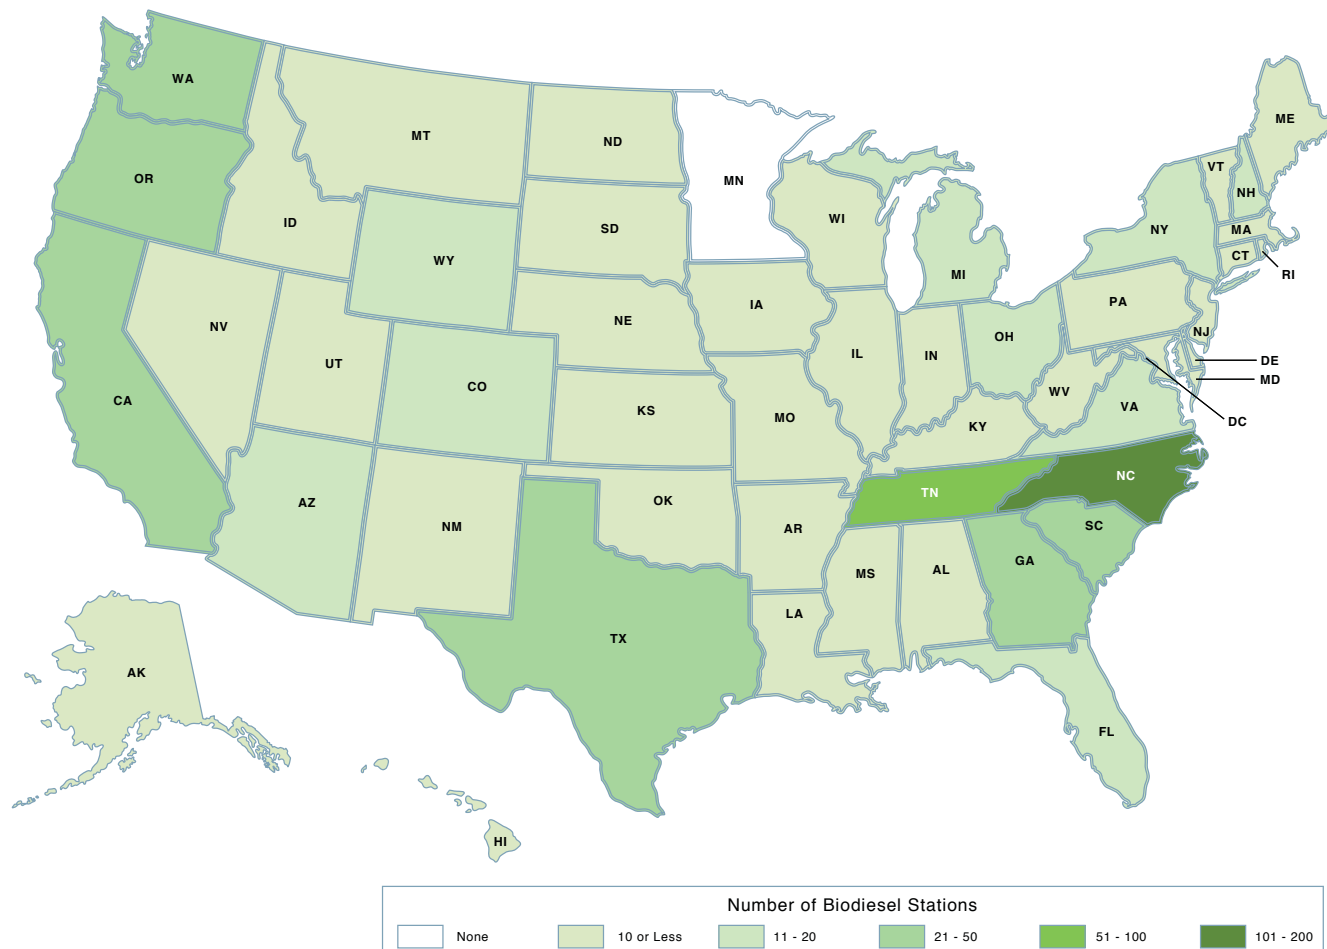 WA
MT
ND
MN
ME
OR
ID
SD
WI
VT
NH
NY
MA
WY
MI
CT
RI
IA
PA
NV
NE
UT
IL
IN
OH
NJ
DE
CO
MD
CA
KS
MO
WV
VA
KY
DC
AZ
NM
OK
TN
NC
AR
SC
MS
AL
GA
LA
TX
AK
FL
HI
Number of Biodiesel Stations
None 10 or Less 11 - 20 21 - 50 51 - 100 101 - 200